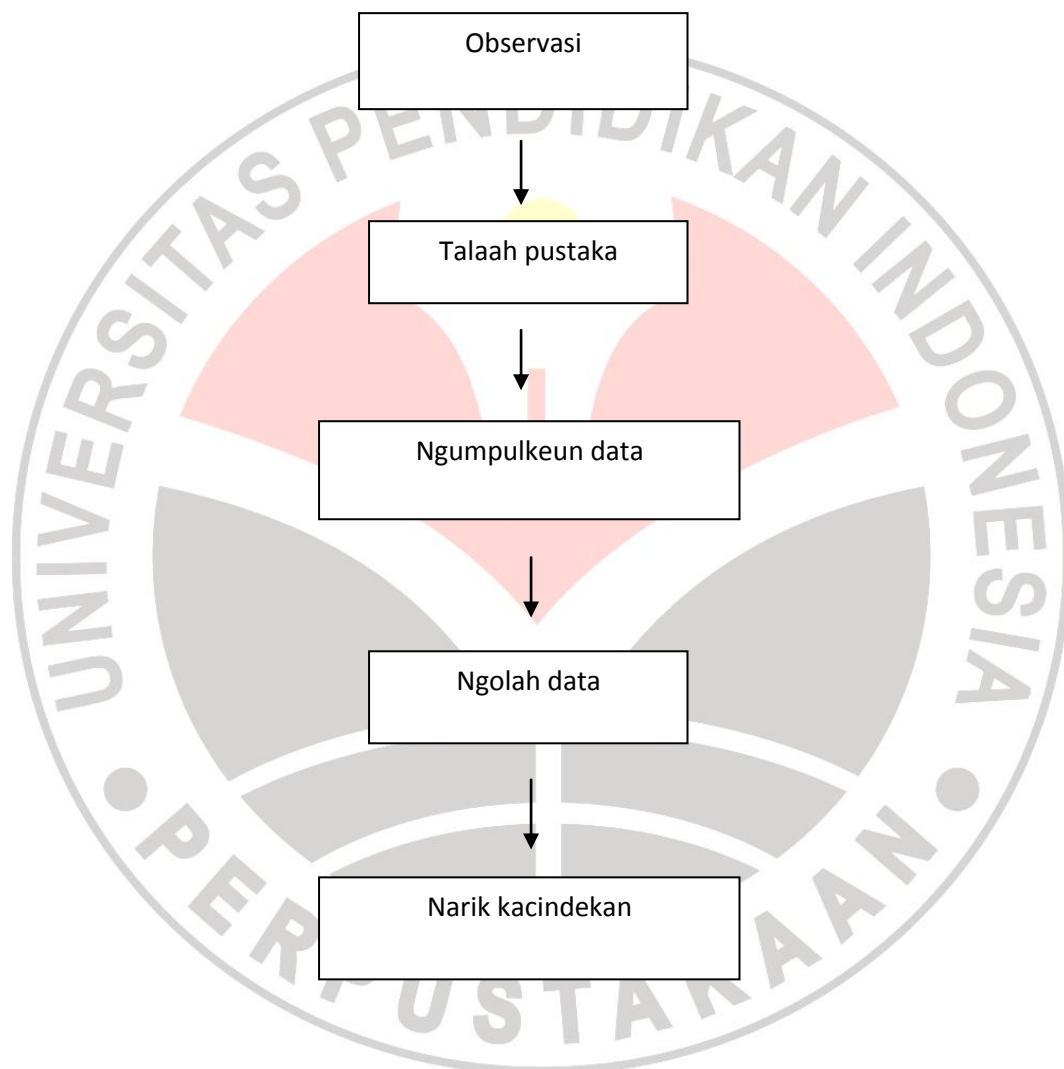 Observasi
Talaah pustaka
Ngumpulkeun data
Ngolah data
Narik kacindekan
UNIVERSITAS PENDIDIKAN INDONESIA
PERPUSTAKAAN